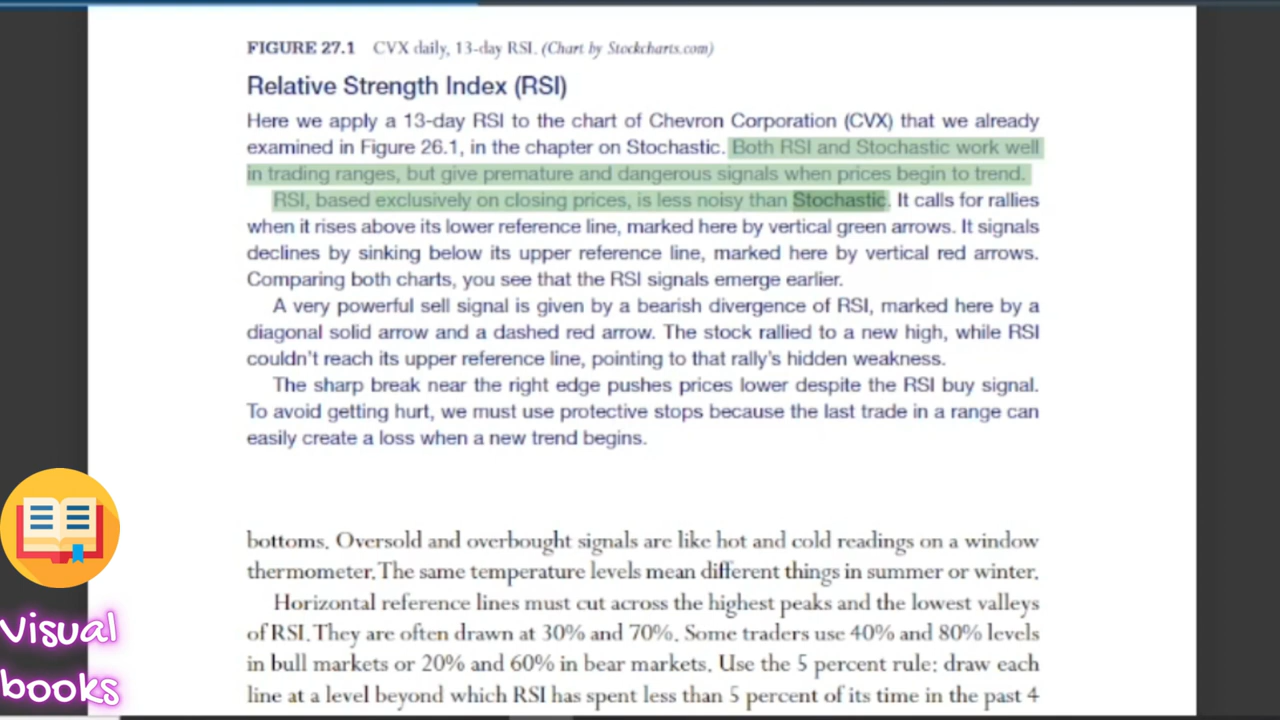 FIGURE 27.1 CVX daily, 13-day RSI. (Chart by Stockcharts.com)
Relative Strength Index (RSI)
Here we apply a 13-day RSI to the chart of Chevron Corporation (CVX) that we already
examined in Figure 26.1, in the chapter on Stochastic. Both RSI and Stochastic work well
in trading ranges, but give premature and dangerous signals when prices begin to trend.
RSI, based exclusively on closing prices, is less noisy than Stochastic. It calls for rallies
when it rises above its lower reference line, marked here by vertical green arrows. It signals
declines by sinking below its upper reference line, marked here by vertical red arrows.
Comparing both charts, you see that the RSI signals emerge earlier.
A very powerful sell signal is given by a bearish divergence of RSI, marked here by a
diagonal solid arrow and a dashed red arrow. The stock rallied to a new high, while RSI
couldn't reach its upper reference line, pointing to that rally's hidden weakness.
The sharp break near the right edge pushes prices lower despite the RSI buy signal.
To avoid getting hurt, we must use protective stops because the last trade in a range can
easily create a loss when a new trend begins.
bottoms. Oversold and overbought signals are like hot and cold readings on a window
thermometer. The same temperature levels mean different things in summer or winter.
Horizontal reference lines must cut across the highest peaks and the lowest valleys
of RSI. They are often drawn at 30% and 70%. Some traders use 40% and 80% levels
in bull markets or 20% and 60% in bear markets. Use the 5 percent rule: draw each
line at a level beyond which RSI has spent less than 5 percent of its time in the past 4
Visual
books